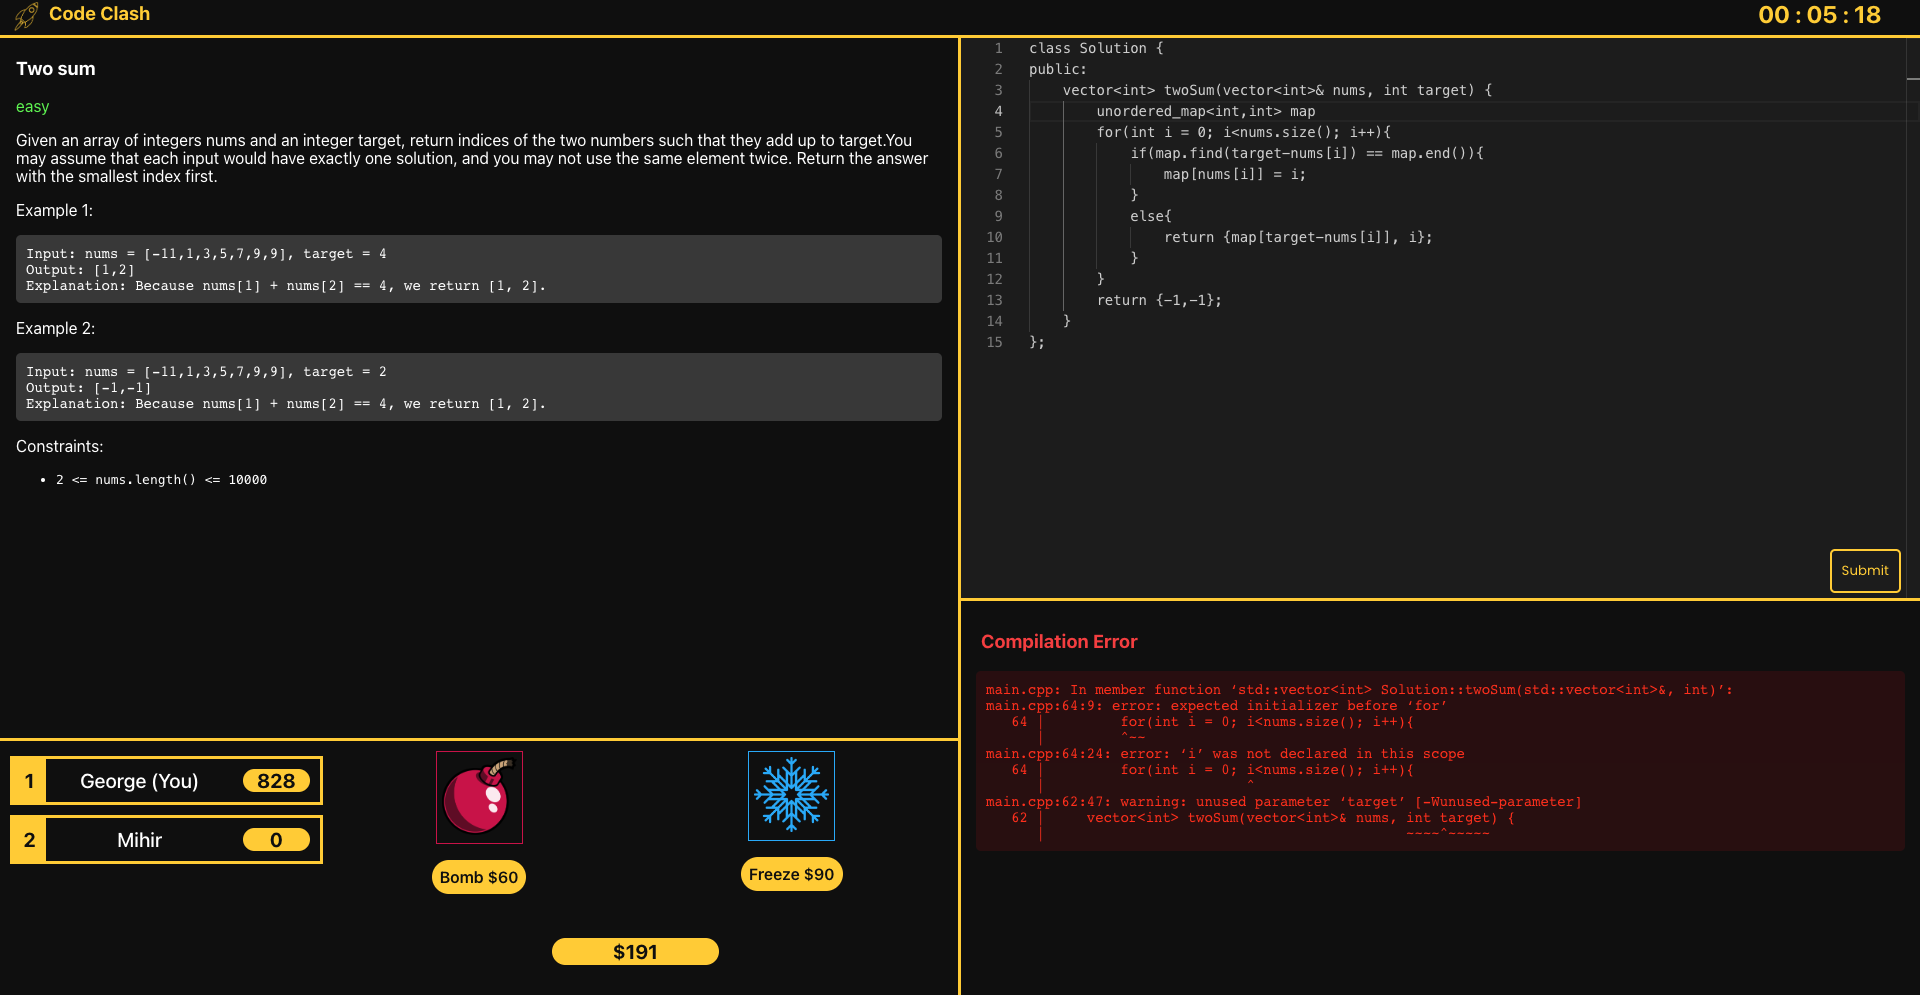 Code Clash
00 : 05 : 18
Two sum
easy
Given an array of integers nums and an integer target, return indices of the two numbers such that they add up to target.You
may assume that each input would have exactly one solution, and you may not use the same element twice. Return the answer
with the smallest index first.
Example 1:
Input: nums = [-11,1,3,5,7,9,9], target = 4
Output: [1,2]
Explanation: Because nums[1] + nums[2] == 4, we return [1, 2].
Example 2:
Input: nums = [-11,1,3,5,7,9,9], target = 2
Output: [-1,-1]
Explanation: Because nums[1] + nums[2] == 4, we return [1, 2].
Constraints:
• 2 <= nums.length() <= 10000
1 George (You) 828
2 Mihir 0
Bomb $60
Freeze $90
$191
1 class Solution {
2 public:
3     vector<int> twoSum(vector<int>& nums, int target) {
4         unordered_map<int,int> map
5         for(int i = 0; i<nums.size(); i++){
6             if(map.find(target-nums[i]) == map.end()){
7                 map[nums[i]] = i;
8             }
9             else{
10                 return {map[target-nums[i]], i};
11             }
12         }
13         return {-1,-1};
14     }
15 };
Submit
Compilation Error
main.cpp: In member function ‘std::vector<int> Solution::twoSum(std::vector<int>&, int)’:
main.cpp:64:9: error: expected initializer before ‘for’
   64 |         for(int i = 0; i<nums.size(); i++){
      |         ^~~
main.cpp:64:24: error: ‘i’ was not declared in this scope
   64 |         for(int i = 0; i<nums.size(); i++){
      |                        ^
main.cpp:62:47: warning: unused parameter ‘target’ [-Wunused-parameter]
   62 |     vector<int> twoSum(vector<int>& nums, int target) {
      |                                           ~~~~^~~~~~